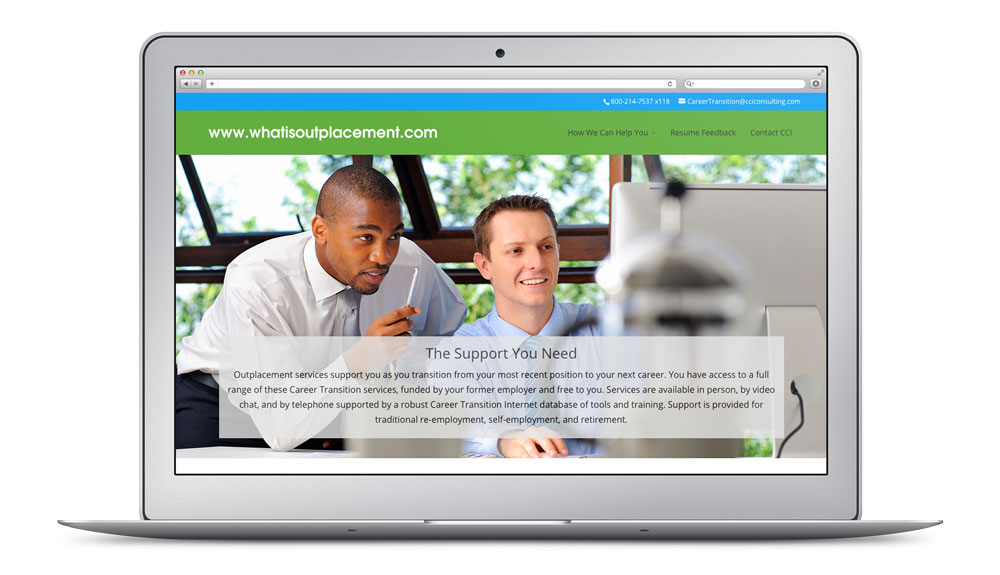 800-214-7537 x118 CareerTransition@cciconsulting.com
www.whatisoutplacement.com How We Can Help You Resume Feedback Contact CCI
The Support You Need
Outplacement services support you as you transition from your most recent position to your next career. You have access to a full
range of these Career Transition services, funded by your former employer and free to you. Services are available in person, by video
chat, and by telephone supported by a robust Career Transition Internet database of tools and training. Support is provided for
traditional re-employment, self-employment, and retirement.